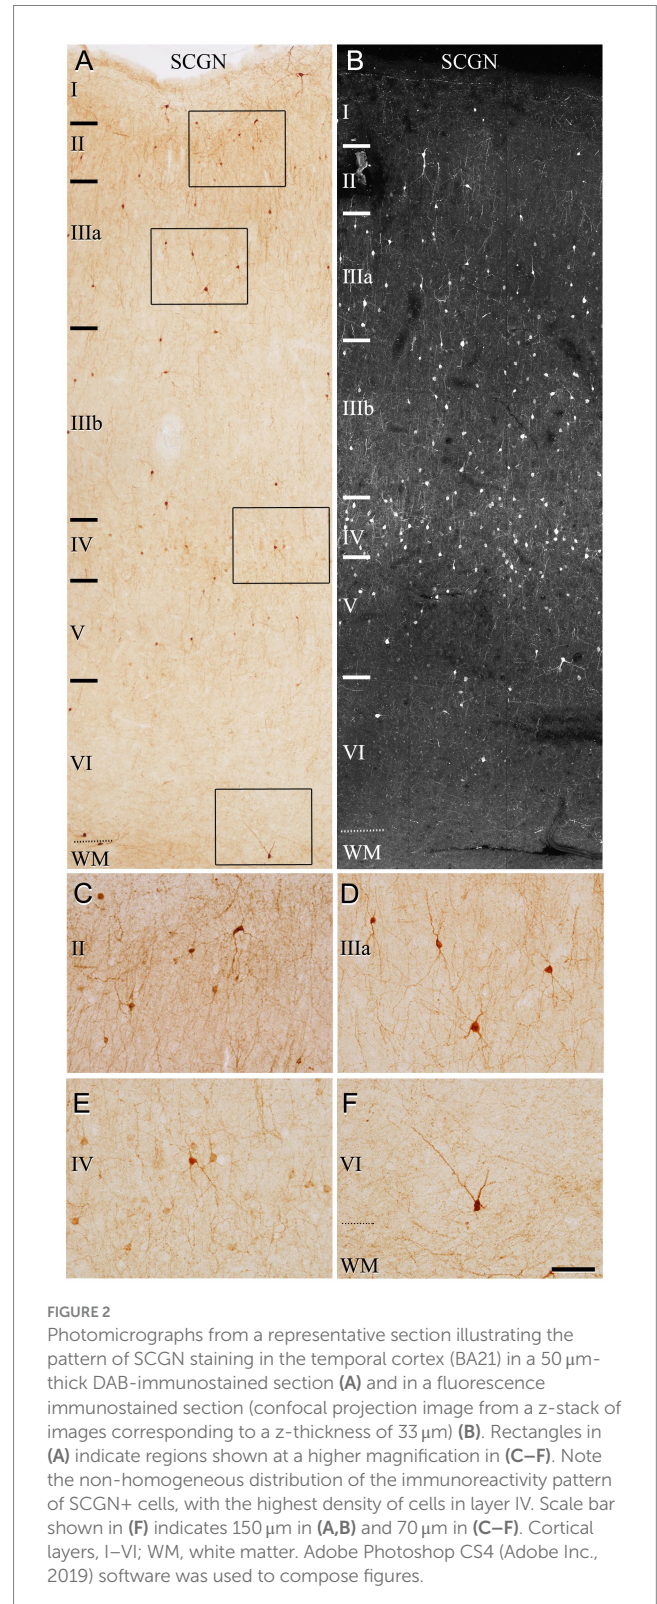 A
SCGN
I
II
IIIa
IIIb
IV
V
VI
WM
B
SCGN
I
II
IIIa
IIIb
IV
V
VI
WM
C
II
D
IIIa
E
IV
F
VI
WM
FIGURE 2
Photomicrographs from a representative section illustrating the
pattern of SCGN staining in the temporal cortex (BA21) in a 50 μm-
thick DAB-immunostained section (A) and in a fluorescence
immunostained section (confocal projection image from a z-stack of
images corresponding to a z-thickness of 33 μm) (B). Rectangles in
(A) indicate regions shown at a higher magnification in (C–F). Note
the non-homogeneous distribution of the immunoreactivity pattern
of SCGN+ cells, with the highest density of cells in layer IV. Scale bar
shown in (F) indicates 150 μm in (A,B) and 70 μm in (C–F). Cortical
layers, I–VI; WM, white matter. Adobe Photoshop CS4 (Adobe Inc.,
2019) software was used to compose figures.